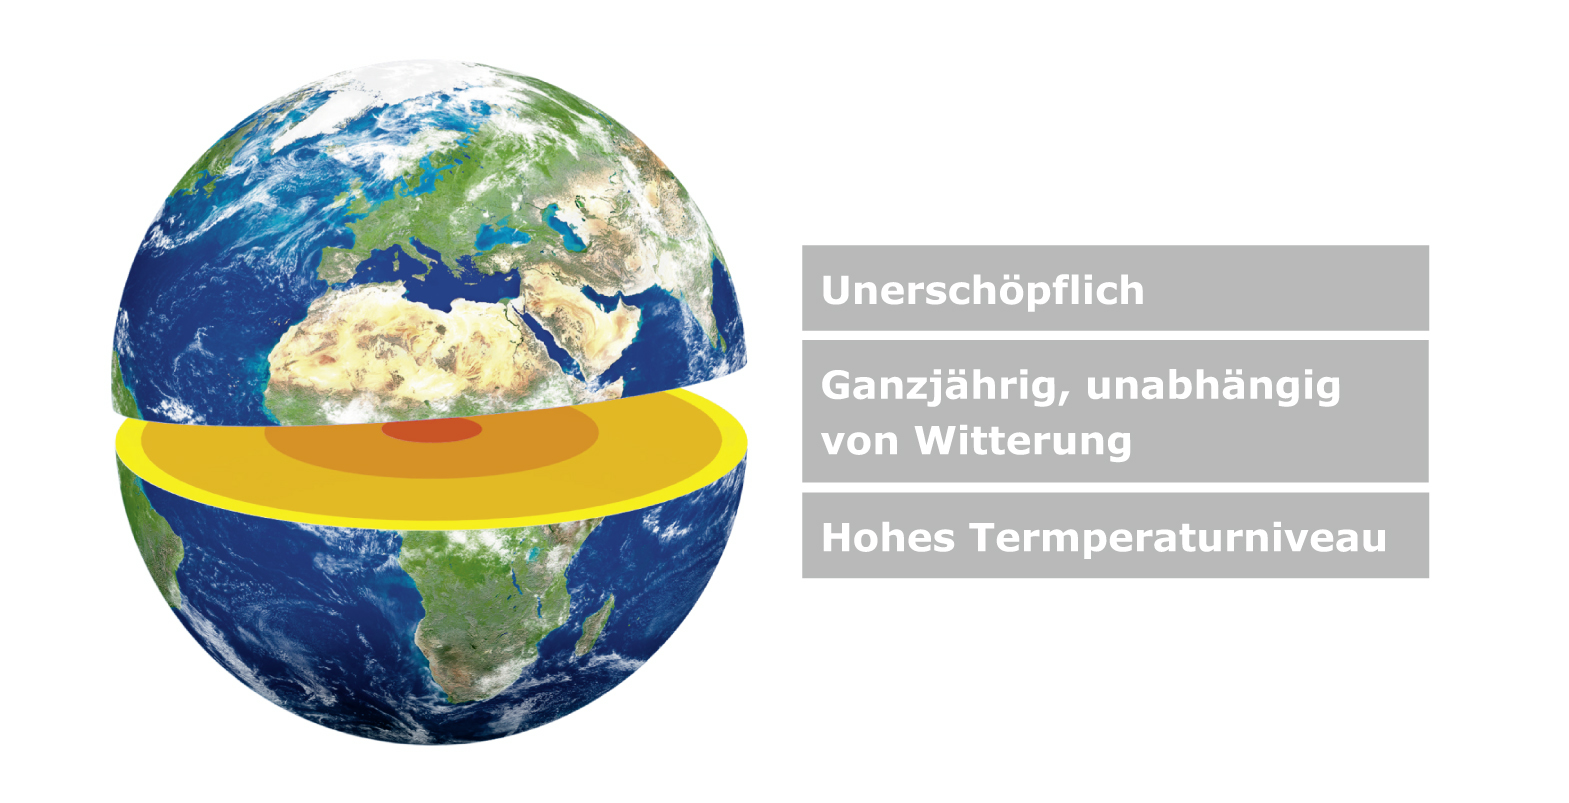 Unerschöpflich
Ganzjährig, unabhängig
von Witterung
Hohes Termperaturniveau